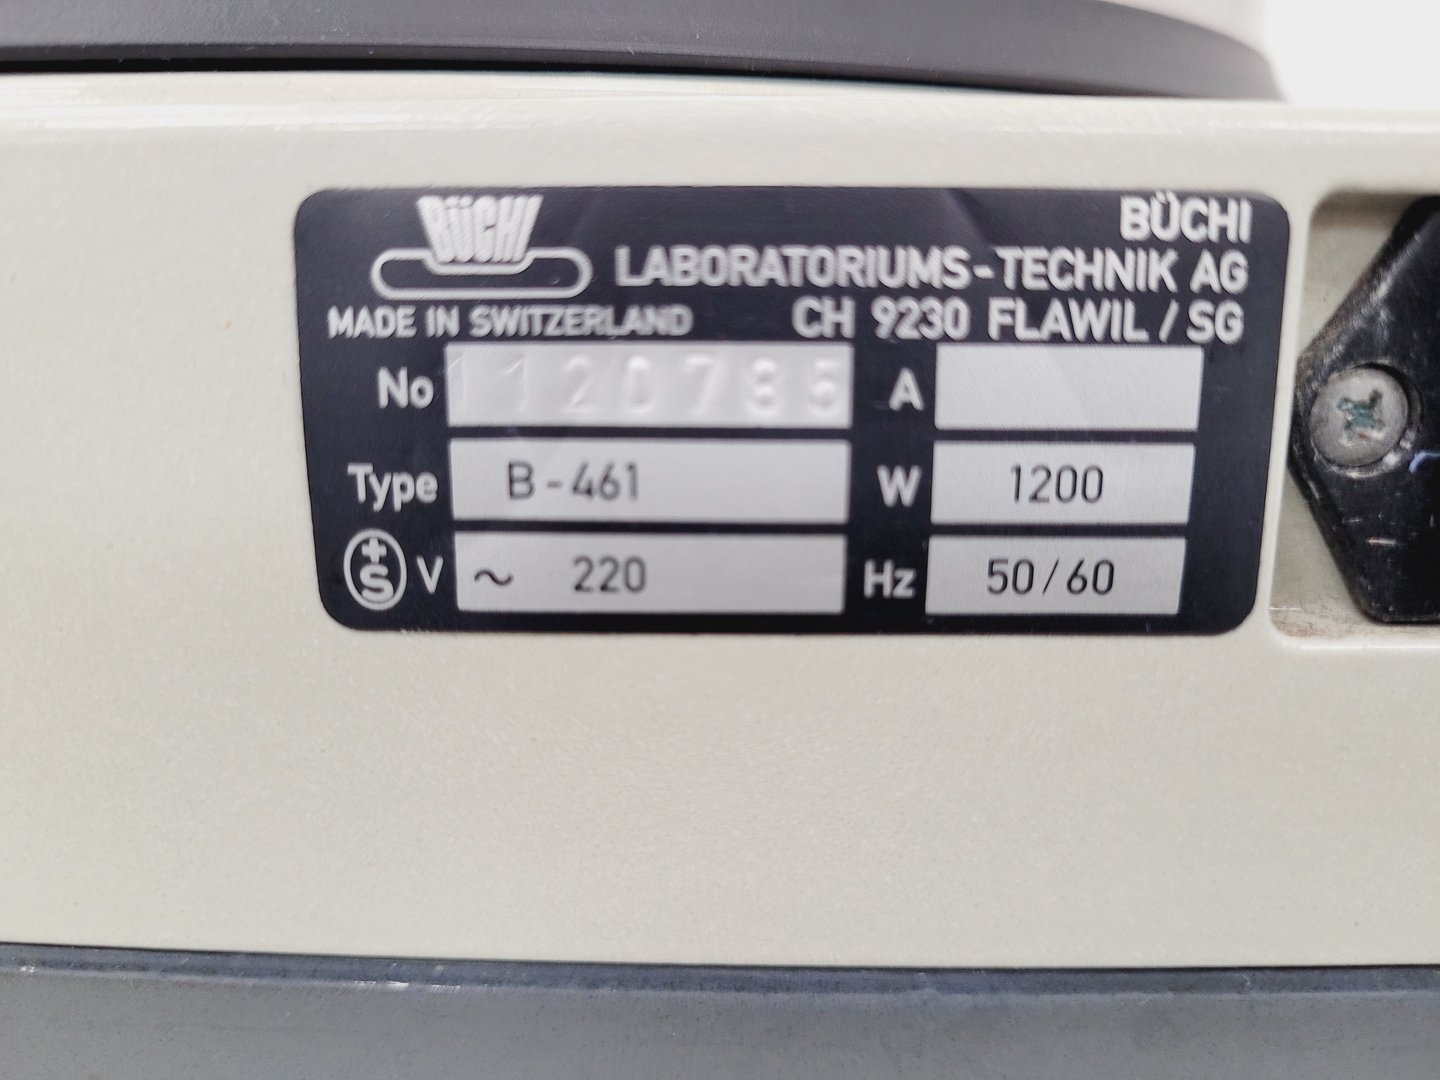 BÜCHI
BÜCHI
LABORATORIUMS-TECHNIK AG
MADE IN SWITZERLAND CH 9230 FLAWIL / SG
No 1120785 A
Type B-461 W 1200
+S V ~ 220 Hz 50/60